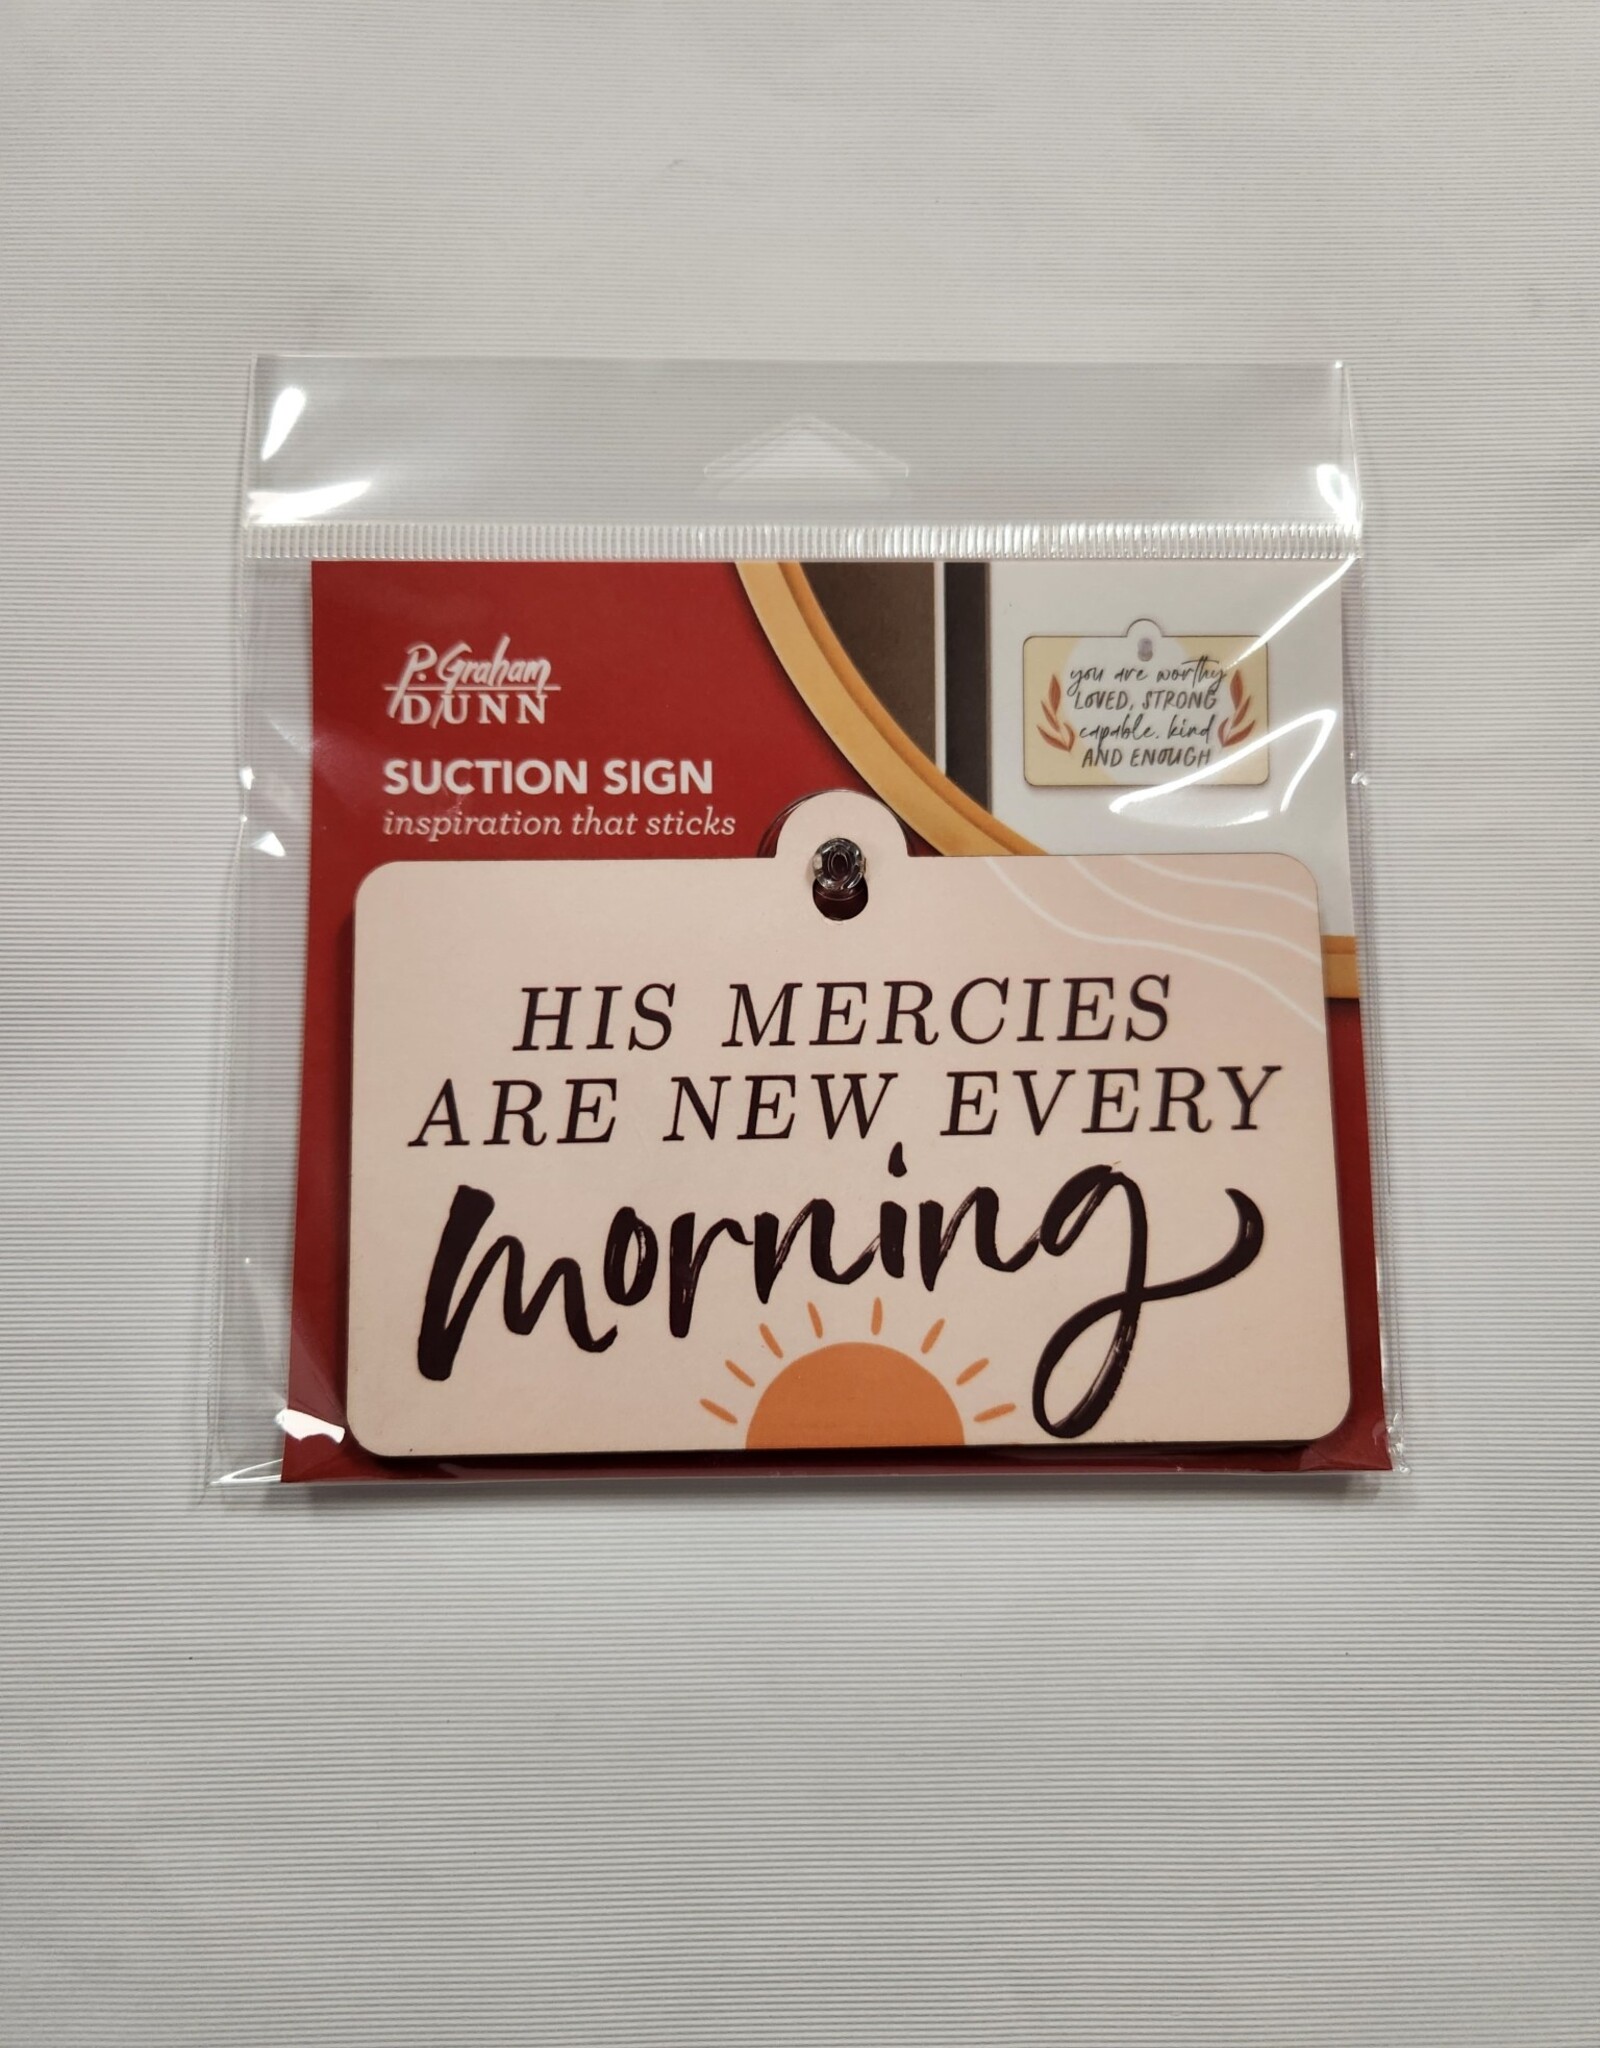 P. Graham
DUNN
SUCTION SIGN
inspiration that sticks
you are worthy
LOVED, STRONG
capable. kind
AND ENOUGH
HIS MERCIES
ARE NEW EVERY
morning